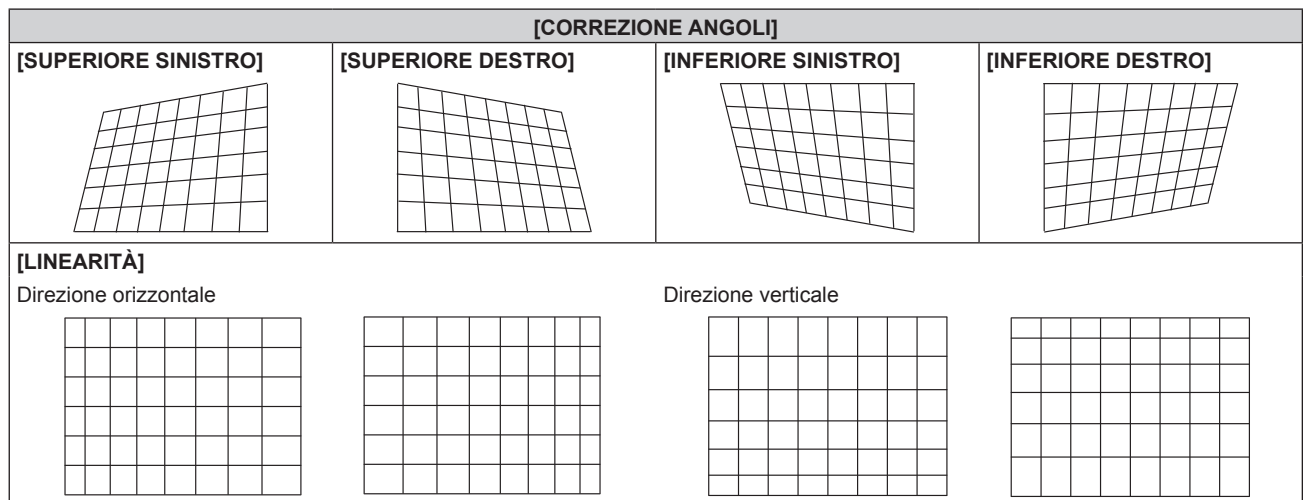 [CORREZIONE ANGOLI]
[SUPERIORE SINISTRO]
[SUPERIORE DESTRO]
[INFERIORE SINISTRO]
[INFERIORE DESTRO]
[LINEARITÀ]
Direzione orizzontale
Direzione verticale